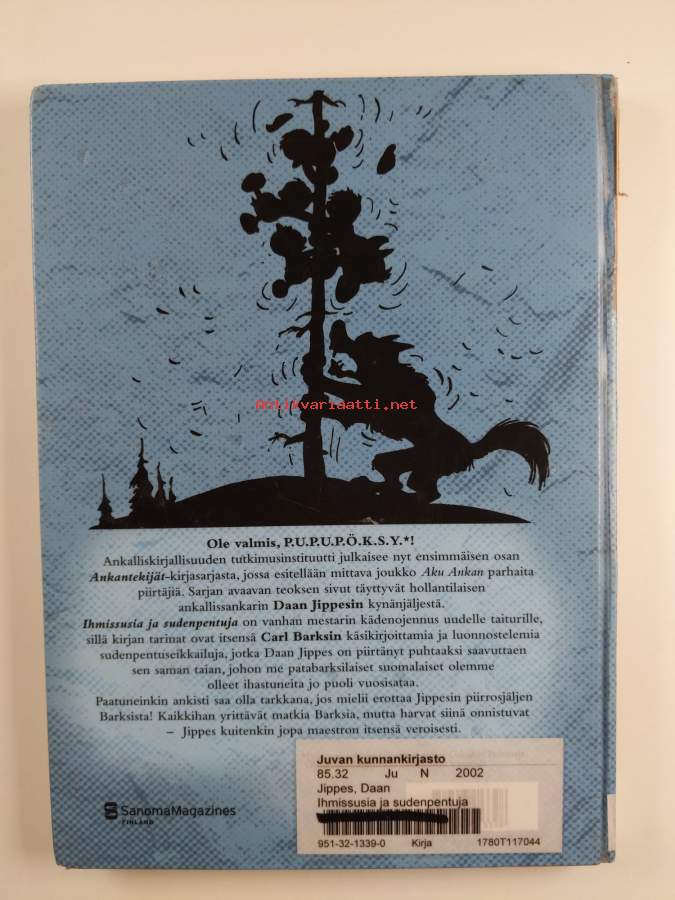 Antikvariaatti.net
Ole valmis, P.U.P.U.P.Ö.K.S.Y.*!
Ankalliskirjallisuuden tutkimusinstituutti julkaisee nyt ensimmäisen osan
Ankantekijät-kirjasarjasta, jossa esitellään mittava joukko Aku Ankan parhaita
piirtäjiä. Sarjan avaavan teoksen sivut täyttyvät hollantilaisen
ankallissankarin Daan Jippesin kynänjäljestä.
Ihmissusia ja sudenpentuja on vanhan mestarin kädenojennus uudelle taiturille,
sillä kirjan tarinat ovat itsensä Carl Barksin käsikirjoittamia ja luonnostelemia
sudenpentuseikkailuja, jotka Daan Jippes on piirtänyt puhtaaksi saavuttaen
sen saman taian, johon me patabarksilaiset suomalaiset olemme
olleet ihastuneita jo puoli vuosisataa.
Paatuneinkin ankisti saa olla tarkkana, jos mielii erottaa Jippesin piirrosjäljen
Barksista! Kaikkihan yrittävät matkia Barksia, mutta harvat siinä onnistuvat
– Jippes kuitenkin jopa maestron itsensä veroisesti.
Juvan kunnankirjasto
85.32 Ju N 2002
Jippes, Daan
Ihmissusia ja sudenpentuja
951-32-1339-0 Kirja 1780T117044
SanomaMagazines
FINLAND